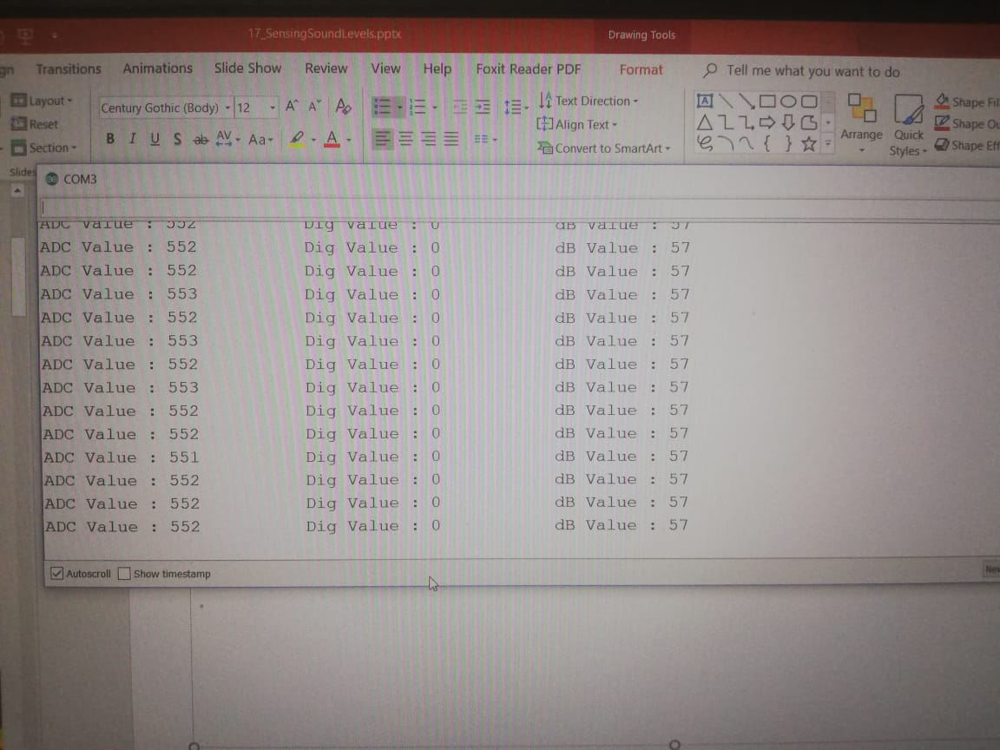 17_SensingSoundLevels.pptx
Drawing Tools
gn Transitions Animations Slide Show Review View Help Foxit Reader PDF Format Tell me what you want to do
Layout Century Gothic (Body) 12 A A A Text Direction A Shape Fil
Reset Align Text Shape Ou
Section B I U S ab AV Aa A Convert to SmartArt Arrange Quick Styles Shape Eff
Slides
COM3
ADC Value : 552 Dig Value : 0 dB Value : 57
ADC Value : 552 Dig Value : 0 dB Value : 57
ADC Value : 552 Dig Value : 0 dB Value : 57
ADC Value : 553 Dig Value : 0 dB Value : 57
ADC Value : 552 Dig Value : 0 dB Value : 57
ADC Value : 553 Dig Value : 0 dB Value : 57
ADC Value : 552 Dig Value : 0 dB Value : 57
ADC Value : 553 Dig Value : 0 dB Value : 57
ADC Value : 552 Dig Value : 0 dB Value : 57
ADC Value : 552 Dig Value : 0 dB Value : 57
ADC Value : 551 Dig Value : 0 dB Value : 57
ADC Value : 552 Dig Value : 0 dB Value : 57
ADC Value : 552 Dig Value : 0 dB Value : 57
ADC Value : 552 Dig Value : 0 dB Value : 57
Autoscroll Show timestamp